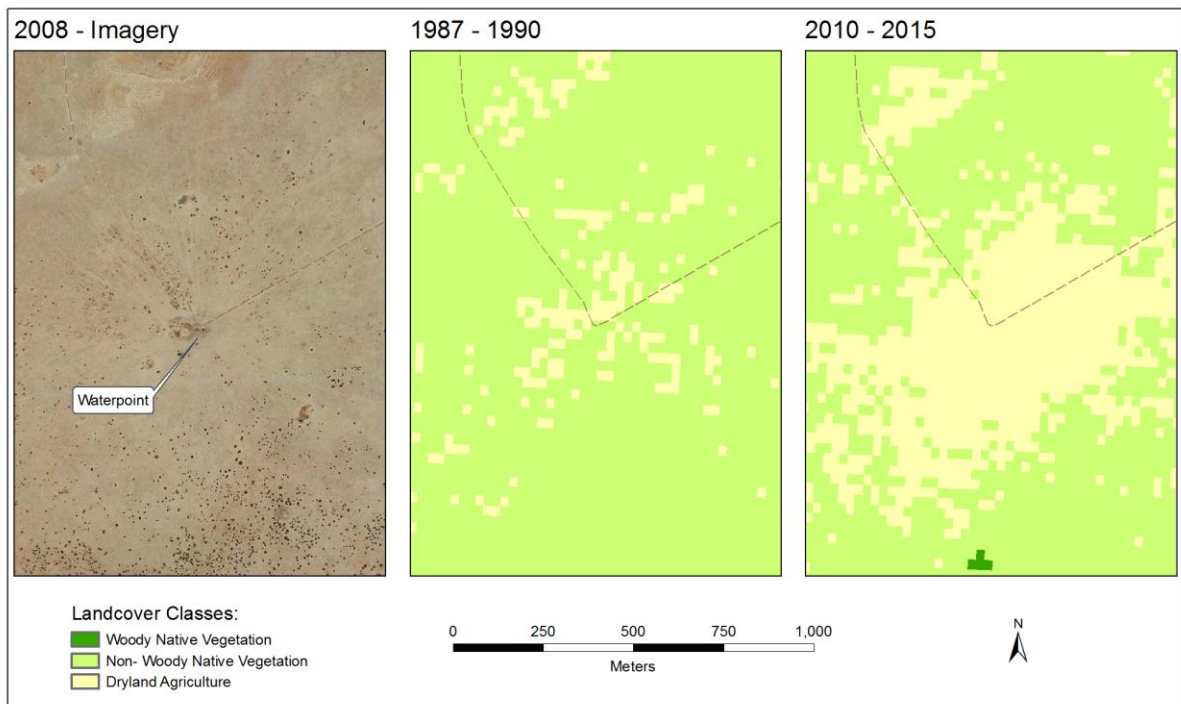 2008 - Imagery
1987 - 1990
2010 - 2015
Waterpoint
Landcover Classes:
Woody Native Vegetation
Non- Woody Native Vegetation
Dryland Agriculture
0 250 500 750 1,000
Meters
N